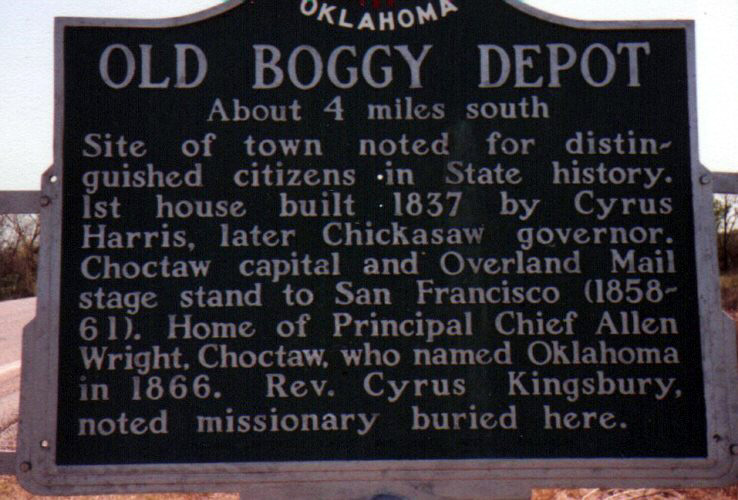 OKLAHOMA
OLD BOGGY DEPOT
About 4 miles south
Site of town noted for distin-
guished citizens in State history.
1st house built 1837 by Cyrus
Harris, later Chickasaw governor.
Choctaw capital and Overland Mail
stage stand to San Francisco (1858-
61). Home of Principal Chief Allen
Wright, Choctaw, who named Oklahoma
in 1866. Rev. Cyrus Kingsbury,
noted missionary buried here.